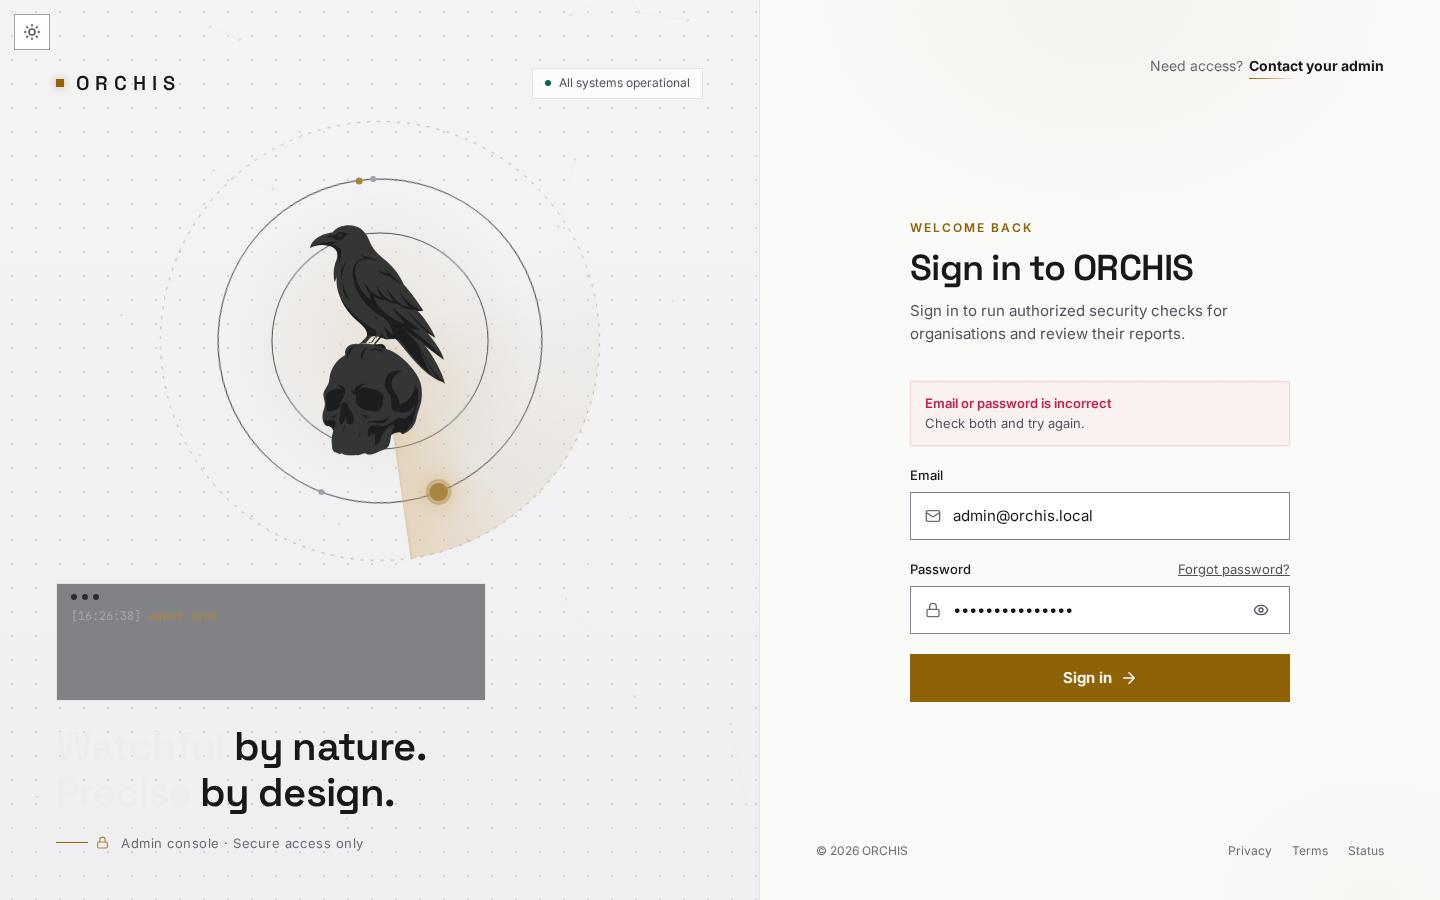 ORCHIS
All systems operational
[16:26:38] agent.sync
Watchful by nature.
Precise by design.
Admin console · Secure access only
Need access? Contact your admin
WELCOME BACK
Sign in to ORCHIS
Sign in to run authorized security checks for
organisations and review their reports.
Email or password is incorrect
Check both and try again.
Email
admin@orchis.local
Password
Forgot password?
Sign in
© 2026 ORCHIS
Privacy
Terms
Status